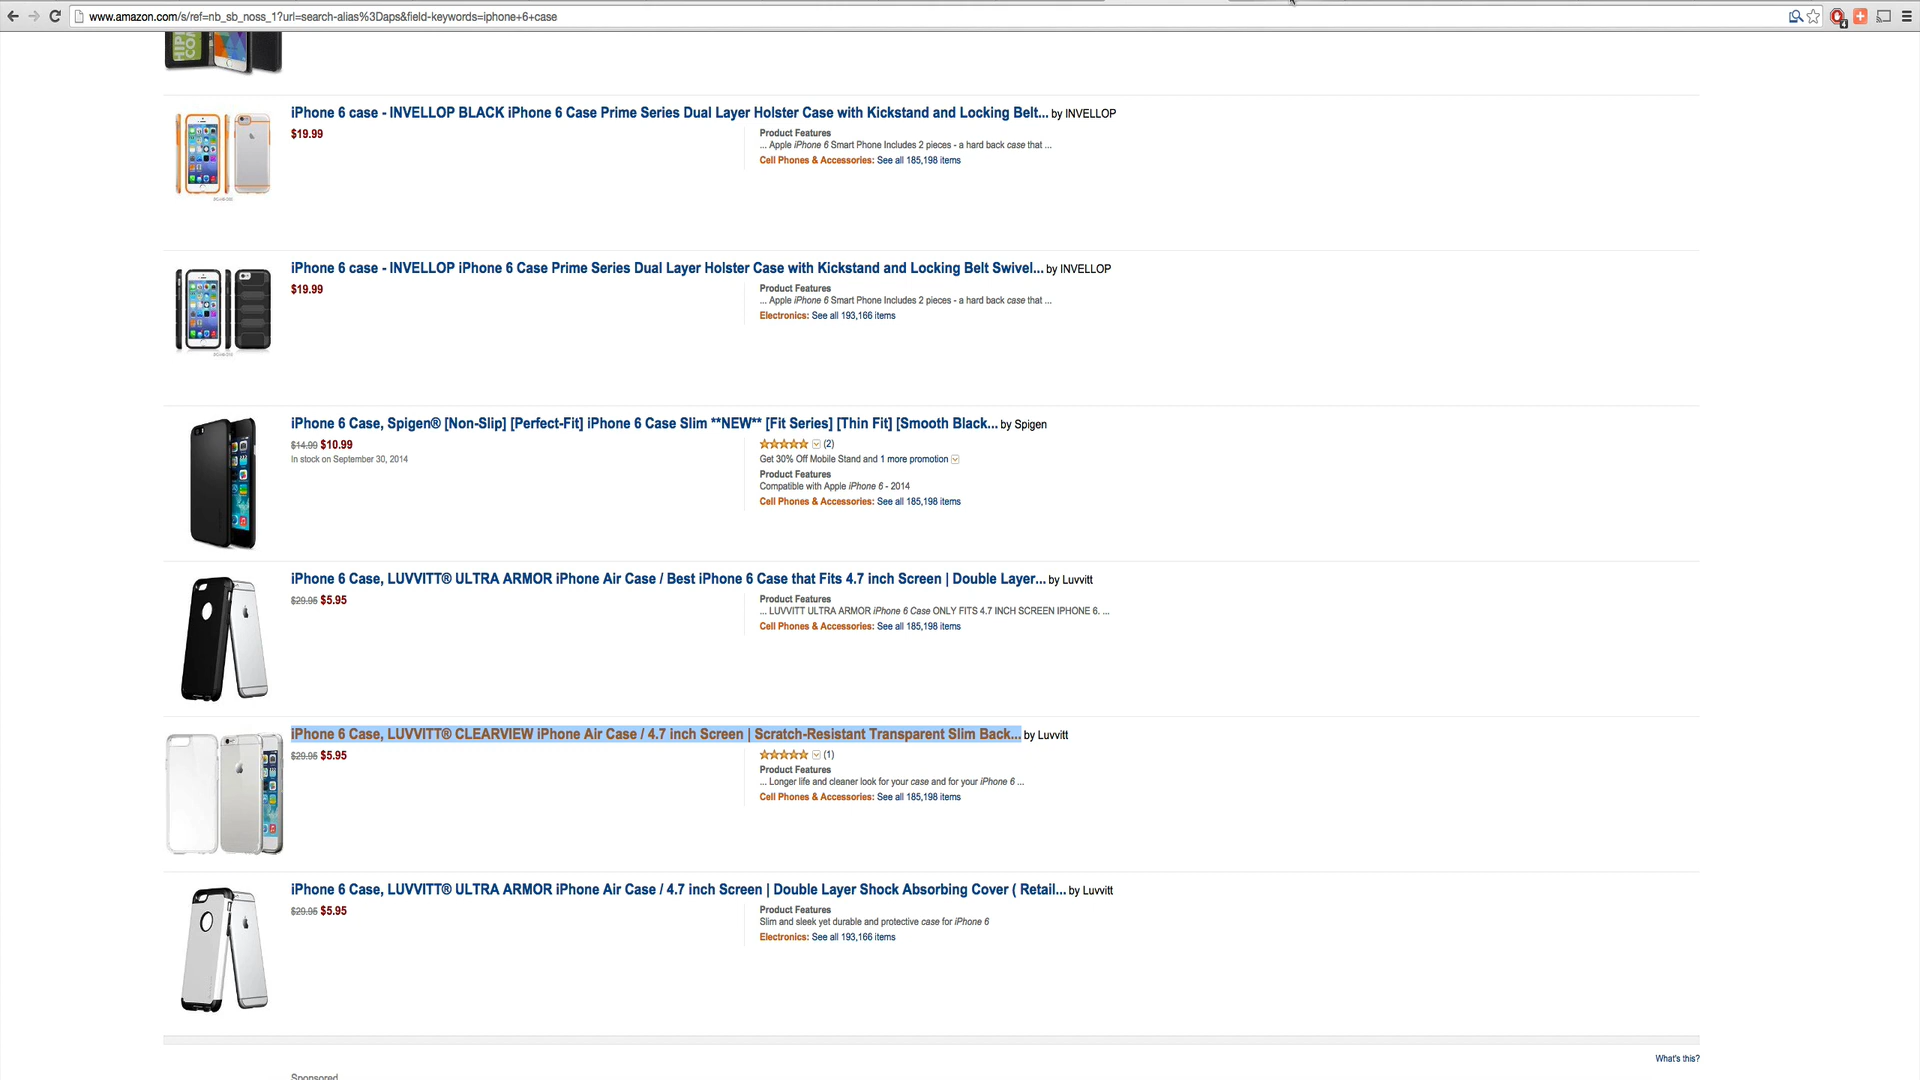 www.amazon.com/s/ref=nb_sb_noss_1?url=search-alias%3Daps&field-keywords=iphone+6+case
HIP
CO
iPhone 6 case - INVELLOP BLACK iPhone 6 Case Prime Series Dual Layer Holster Case with Kickstand and Locking Belt... by INVELLOP
$19.99
Product Features
... Apple iPhone 6 Smart Phone Includes 2 pieces - a hard back case that ...
Cell Phones & Accessories: See all 185,198 items
iPhone 6 case - INVELLOP iPhone 6 Case Prime Series Dual Layer Holster Case with Kickstand and Locking Belt Swivel... by INVELLOP
$19.99
Product Features
... Apple iPhone 6 Smart Phone Includes 2 pieces - a hard back case that ...
Electronics: See all 193,166 items
iPhone 6 Case, Spigen® [Non-Slip] [Perfect-Fit] iPhone 6 Case Slim **NEW** [Fit Series] [Thin Fit] [Smooth Black... by Spigen
$14.99 $10.99
In stock on September 30, 2014
(2)
Get 30% Off Mobile Stand and 1 more promotion
Product Features
Compatible with Apple iPhone 6 - 2014
Cell Phones & Accessories: See all 185,198 items
iPhone 6 Case, LUVVITT® ULTRA ARMOR iPhone Air Case / Best iPhone 6 Case that Fits 4.7 inch Screen | Double Layer... by Luvvitt
$29.95 $5.95
Product Features
... LUVVITT ULTRA ARMOR iPhone 6 Case ONLY FITS 4.7 INCH SCREEN IPHONE 6. ...
Cell Phones & Accessories: See all 185,198 items
iPhone 6 Case, LUVVITT® CLEARVIEW iPhone Air Case / 4.7 inch Screen | Scratch-Resistant Transparent Slim Back... by Luvvitt
$29.95 $5.95
(1)
Product Features
... Longer life and cleaner look for your case and for your iPhone 6 ...
Cell Phones & Accessories: See all 185,198 items
iPhone 6 Case, LUVVITT® ULTRA ARMOR iPhone Air Case / 4.7 inch Screen | Double Layer Shock Absorbing Cover ( Retail... by Luvvitt
$29.95 $5.95
Product Features
Slim and sleek yet durable and protective case for iPhone 6
Electronics: See all 193,166 items
What's this?
Sponsored